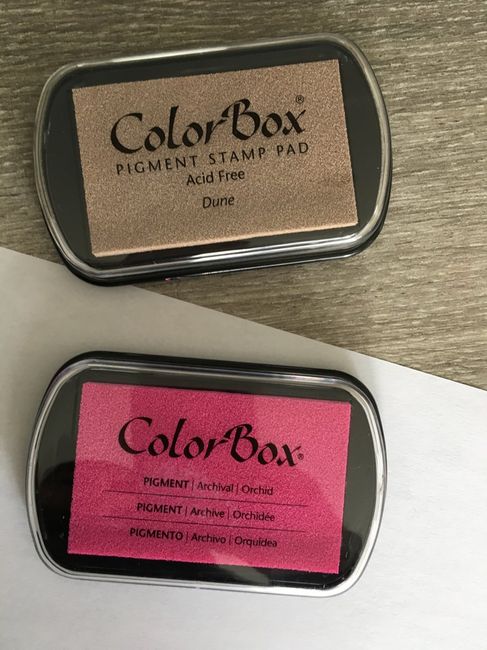 ColorBox®
PIGMENT STAMP PAD
Acid Free
Dune
ColorBox®
PIGMENT | Archival | Orchid
PIGMENT | Archive | Orchidée
PIGMENTO | Archivo | Orquídea